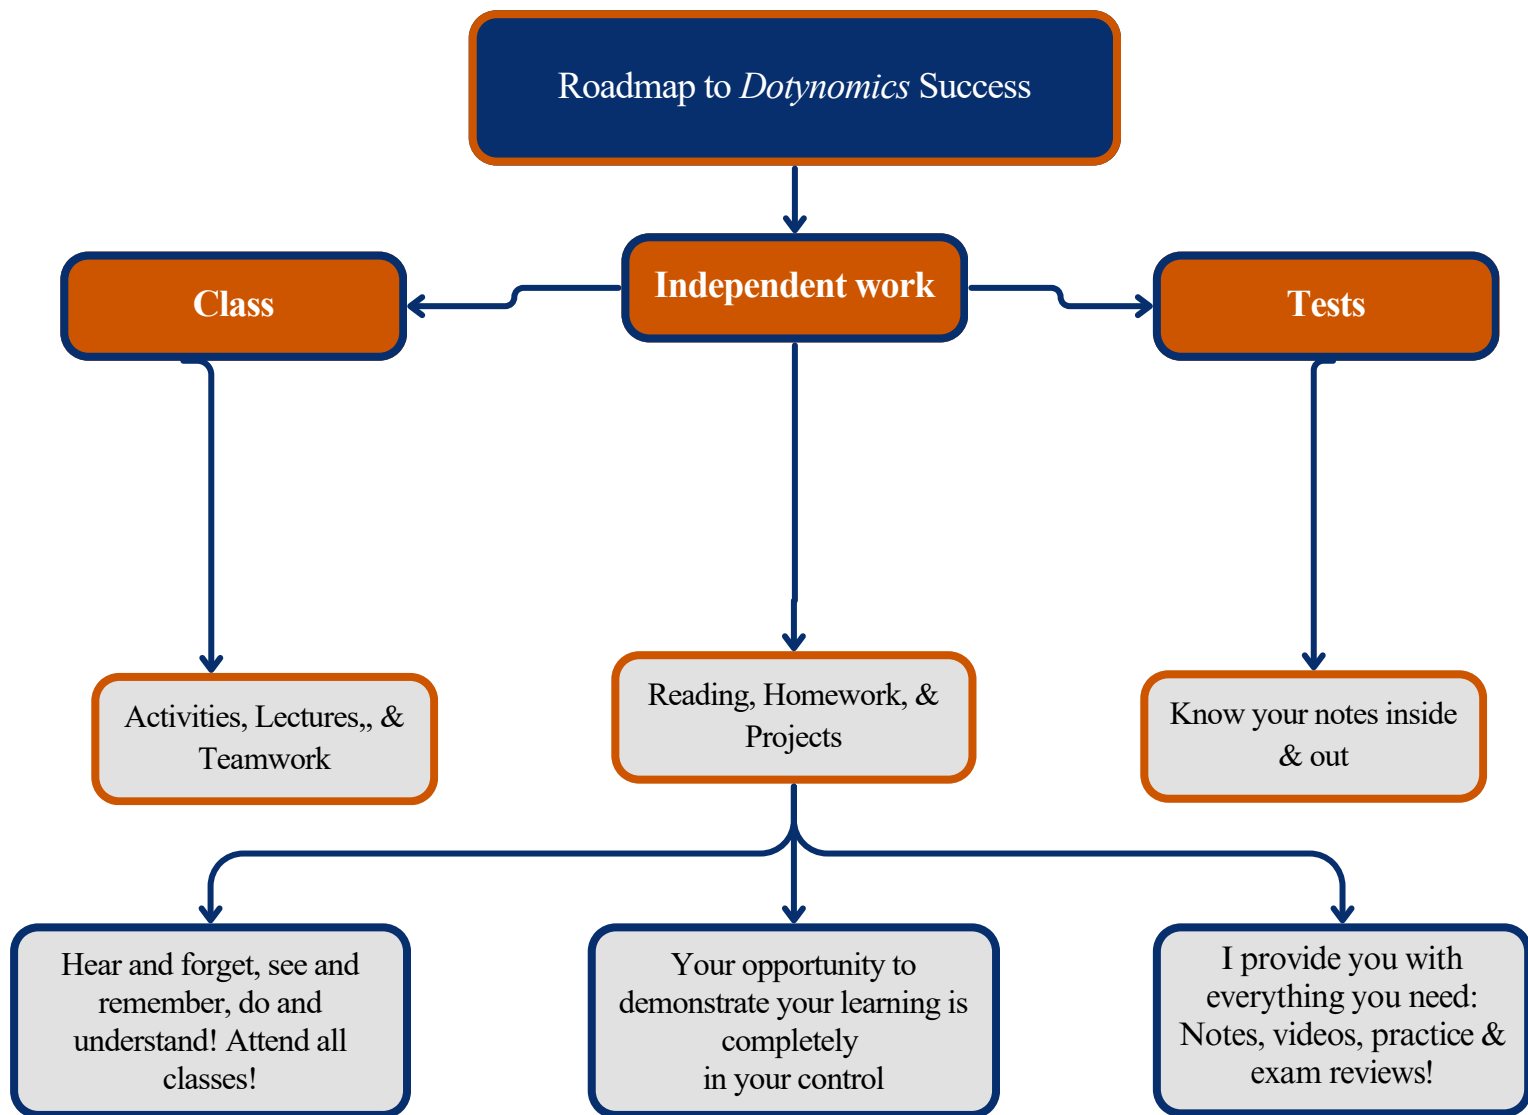 Roadmap to Dotynomics Success
Class
Independent work
Tests
Activities, Lectures,, &
Teamwork
Reading, Homework, &
Projects
Know your notes inside
& out
Hear and forget, see and
remember, do and
understand! Attend all
classes!
Your opportunity to
demonstrate your learning is
completely
in your control
I provide you with
everything you need:
Notes, videos, practice &
exam reviews!